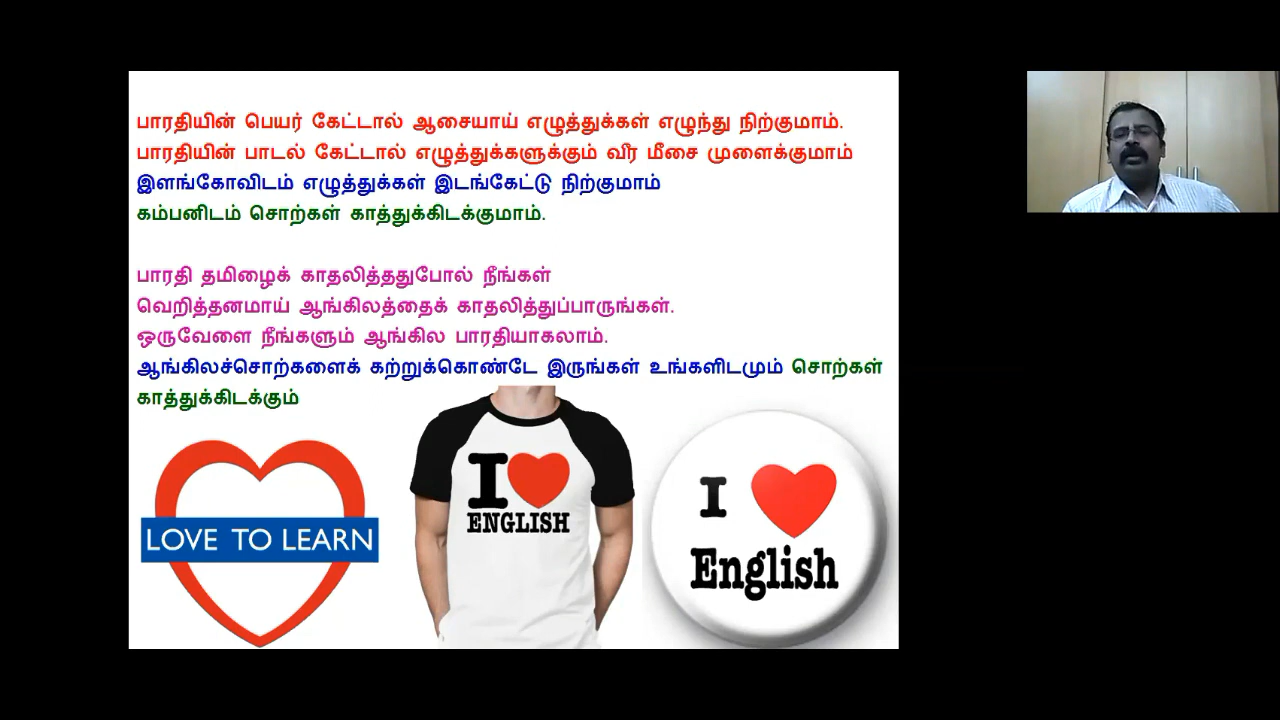 பாரதியின் பெயர் கேட்டால் ஆசையாய் எழுத்துக்கள் எழுந்து நிற்குமாம்.
பாரதியின் பாடல் கேட்டால் எழுத்துக்களுக்கும் வீர மீசை முளைக்குமாம்
இளங்கோவிடம் எழுத்துக்கள் இடங்கேட்டு நிற்குமாம்
கம்பனிடம் சொற்கள் காத்துக்கிடக்குமாம்.
பாரதி தமிழைக் காதலித்ததுபோல் நீங்கள்
வெறித்தனமாய் ஆங்கிலத்தைக் காதலித்துப்பாருங்கள்.
ஒருவேளை நீங்களும் ஆங்கில பாரதியாகலாம்.
ஆங்கிலச்சொற்களைக் கற்றுக்கொண்டே இருங்கள் உங்களிடமும் சொற்கள்
காத்துக்கிடக்கும்
LOVE TO LEARN
I
ENGLISH
I
English